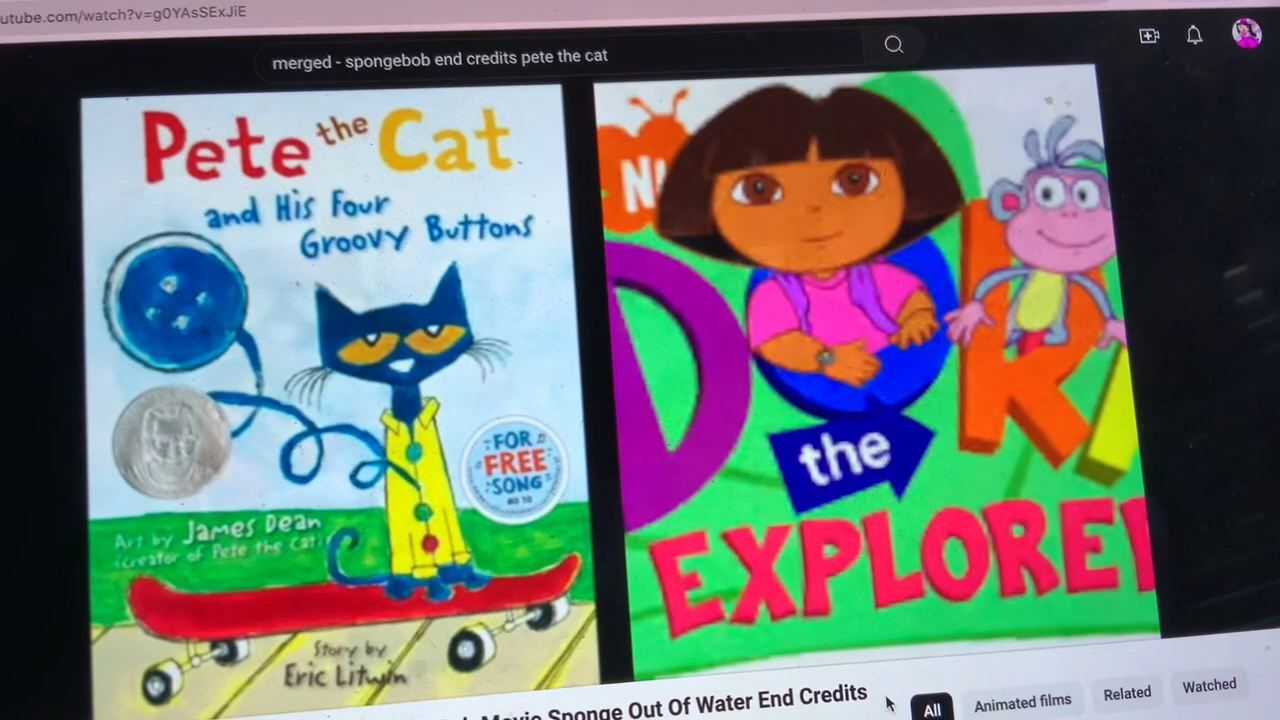 utube.com/watch?v=g0YAsSExJiE
merged - spongebob end credits pete the cat
Pete the Cat
and His Four
Groovy Buttons
FOR
FREE
SONG
GO TO
Art by James Dean
(creator of Pete the Cat)
Story by
Eric Litwin
D R
the
EXPLORE
Movie Sponge Out Of Water End Credits
All
Animated films
Related
Watched